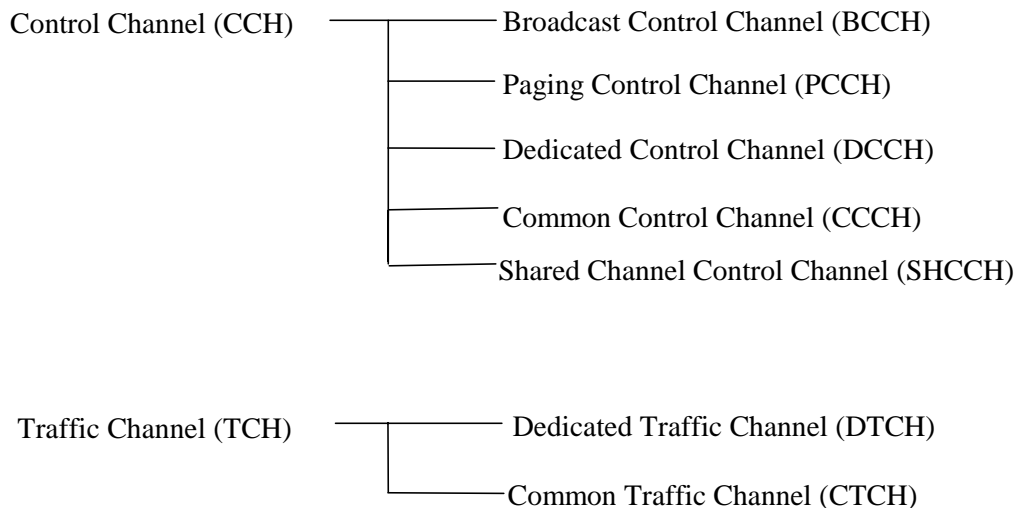 Control Channel (CCH)
Broadcast Control Channel (BCCH)
Paging Control Channel (PCCH)
Dedicated Control Channel (DCCH)
Common Control Channel (CCCH)
Shared Channel Control Channel (SHCCH)
Traffic Channel (TCH)
Dedicated Traffic Channel (DTCH)
Common Traffic Channel (CTCH)